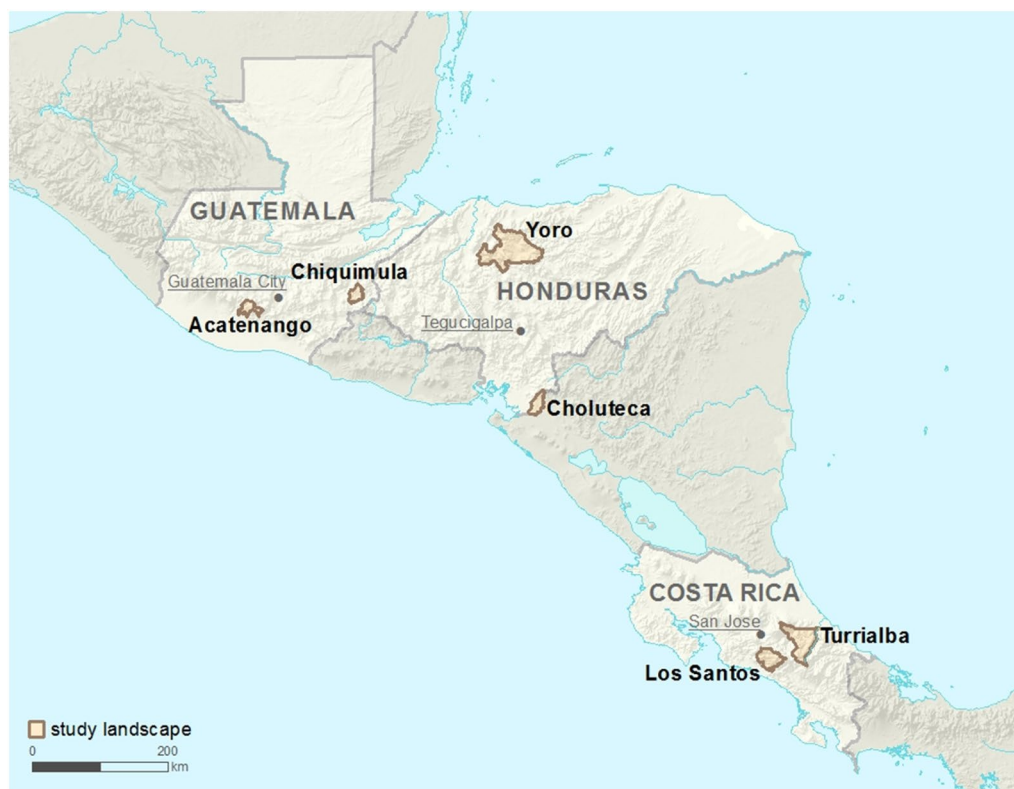 GUATEMALA
Yoro
Chiquimula
Guatemala City
HONDURAS
Acatenango
Tegucigalpa
Choluteca
COSTA RICA
San Jose
Turrialba
Los Santos
study landscape
0 200
km